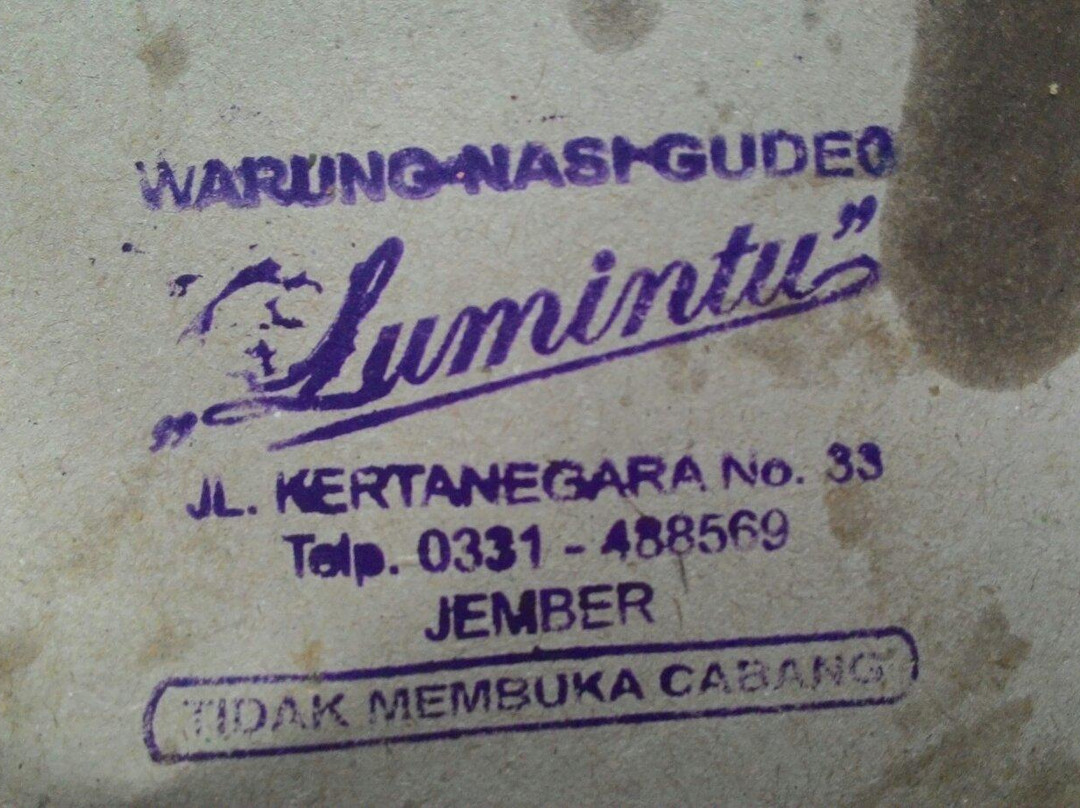 WARUNG NASI GUDEG
„Lumintu”
JL. KERTANEGARA No. 33
Telp. 0331 - 488569
JEMBER
TIDAK MEMBUKA CABANG